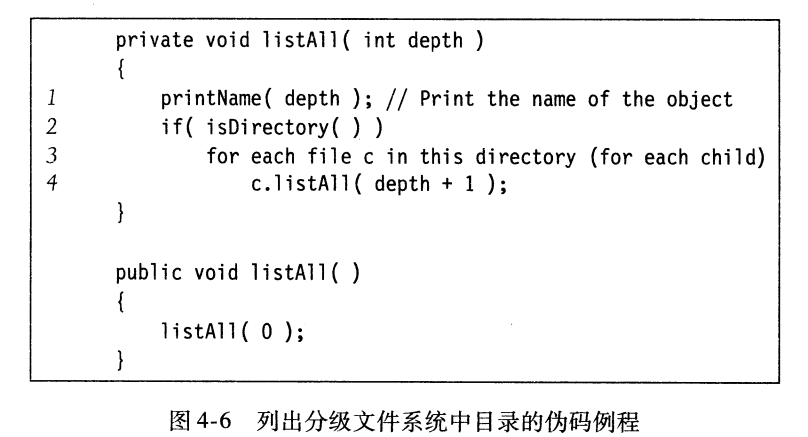 private void listAll( int depth )
{
1 printName( depth ); // Print the name of the object
2 if( isDirectory( ) )
3 for each file c in this directory (for each child)
4 c.listAll( depth + 1 );
}
public void listAll( )
{
listAll( 0 );
}
图 4-6 列出分级文件系统中目录的伪码例程